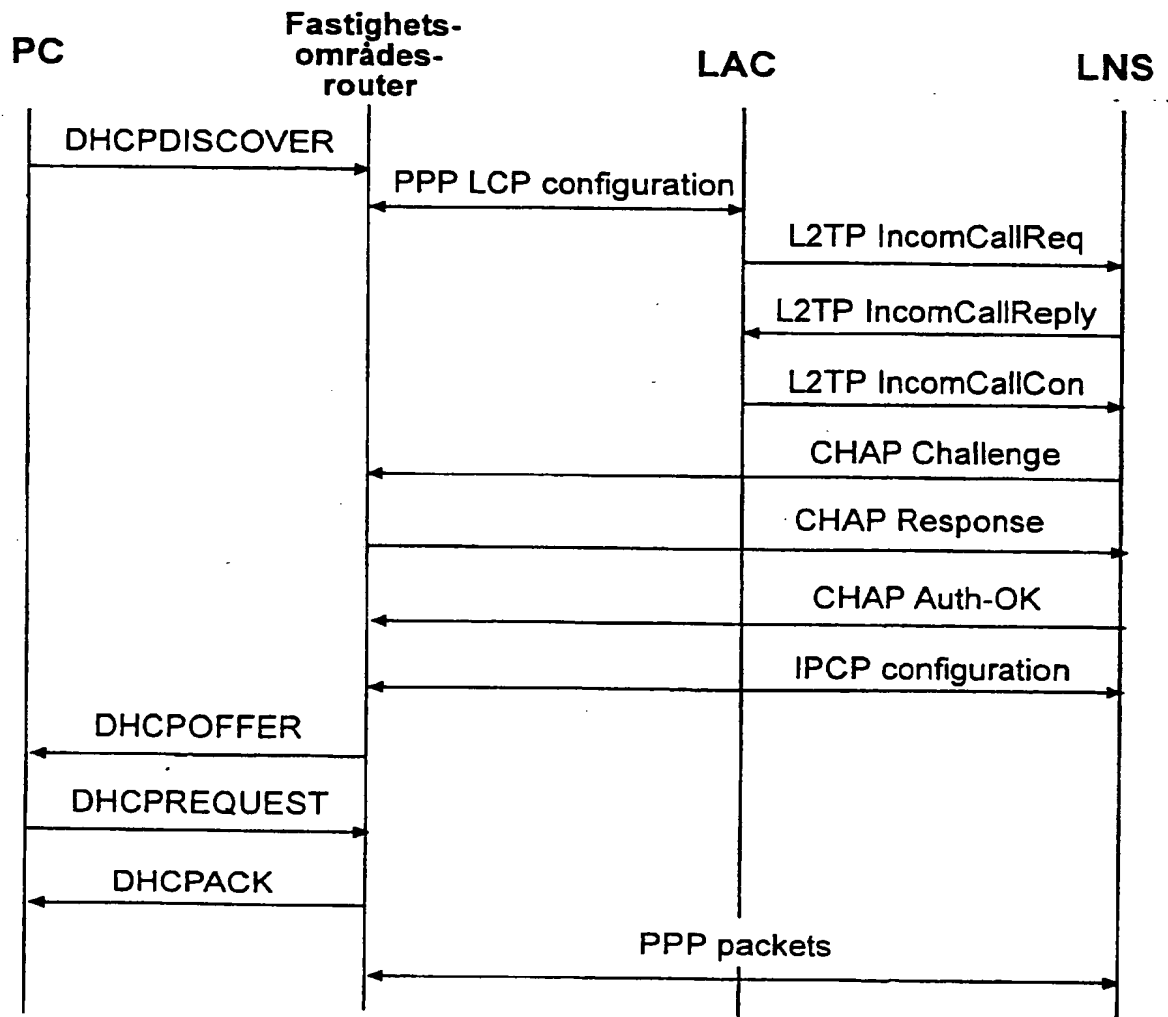 PC
Fastighets-
områdes-
router
LAC
LNS
DHCPDISCOVER
PPP LCP configuration
L2TP IncomCallReq
L2TP IncomCallReply
L2TP IncomCallCon
CHAP Challenge
CHAP Response
CHAP Auth-OK
IPCP configuration
DHCPOFFER
DHCPREQUEST
DHCPACK
PPP packets